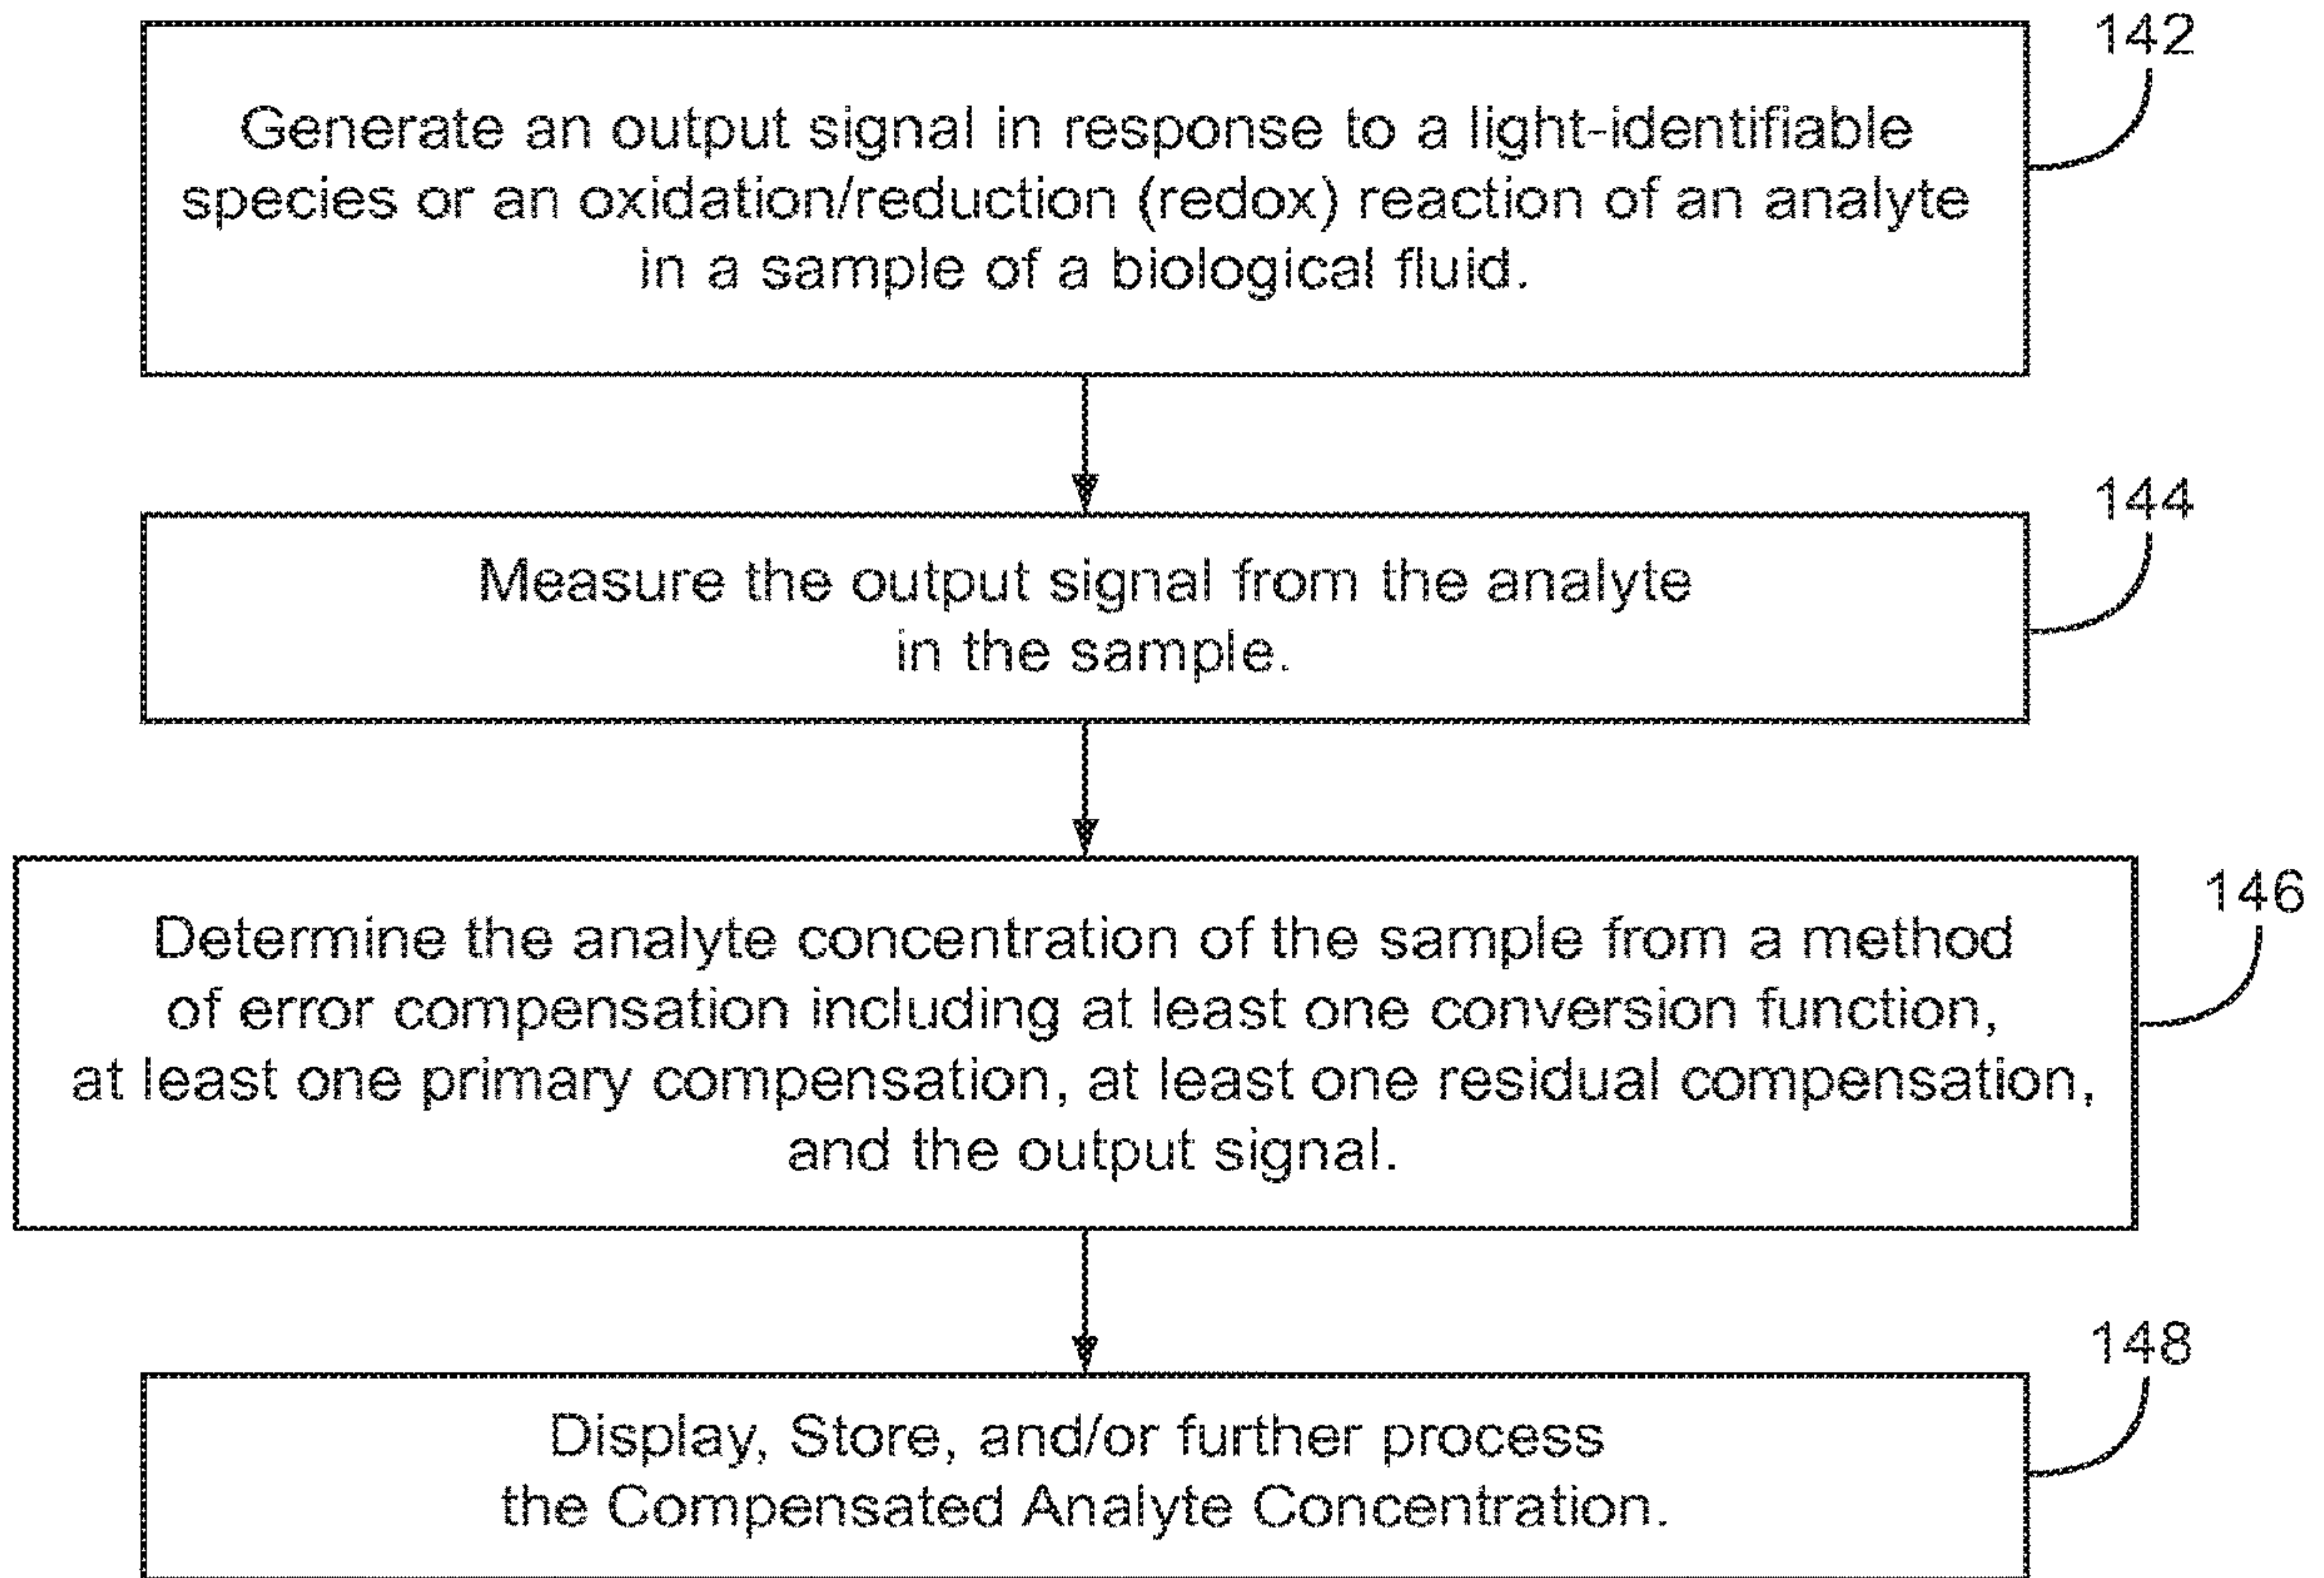 142
Generate an output signal in response to a light-identifiable
species or an oxidation/reduction (redox) reaction of an analyte
in a sample of a biological fluid.
144
Measure the output signal from the analyte
in the sample.
146
Determine the analyte concentration of the sample from a method
of error compensation including at least one conversion function,
at least one primary compensation, at least one residual compensation,
and the output signal.
148
Display, Store, and/or further process
the Compensated Analyte Concentration.